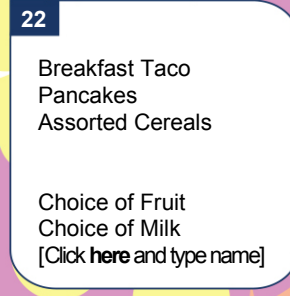 22
Breakfast Taco
Pancakes
Assorted Cereals
Choice of Fruit
Choice of Milk
[Click here and type name]